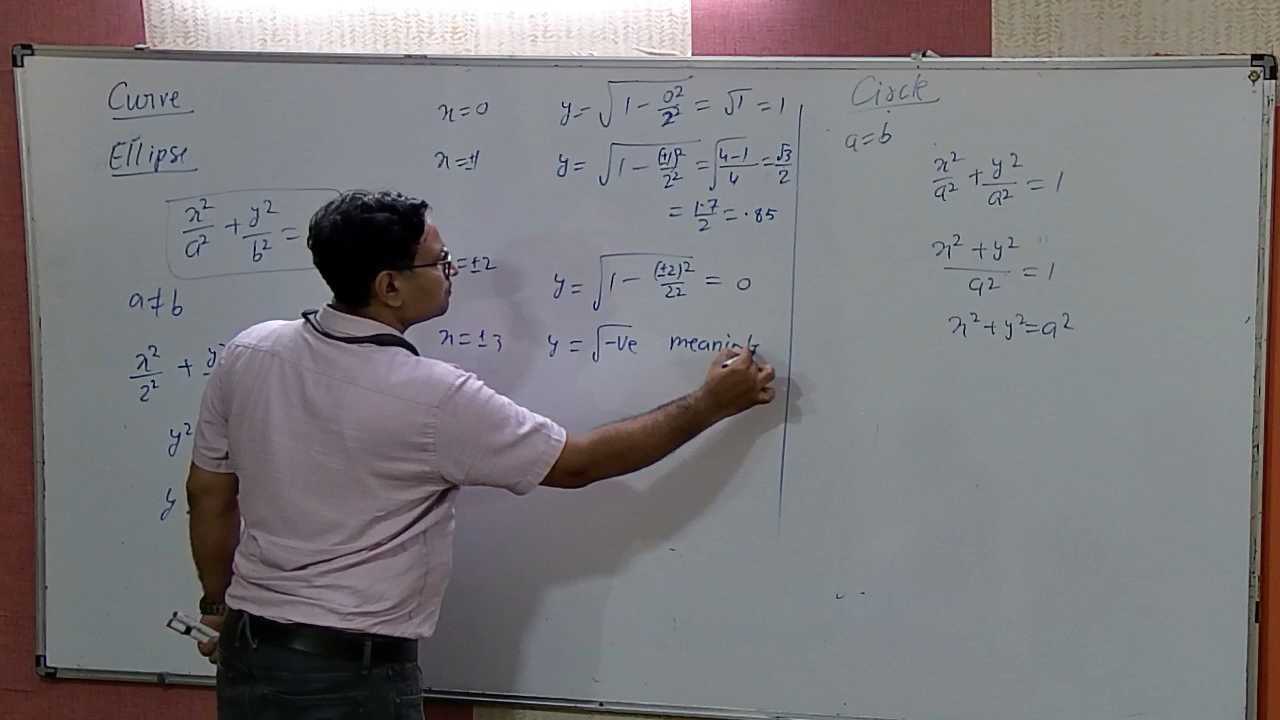 Curve
Ellipse
x²/a² + y²/b² =
a ≠ b
x²/2² + y²
y²
y
x = 0    y = √(1 - 0²/2²) = √1 = 1
x = ±1    y = √(1 - (±1)²/2²) = √((4-1)/4) = √3/2
= 1.7/2 = .85
= ±2    y = √(1 - (±2)²/2²) = 0
x = ±3    y = √-ve    meaning
Circle
a = b
x²/a² + y²/a² = 1
(x² + y²)/a² = 1
x² + y² = a²